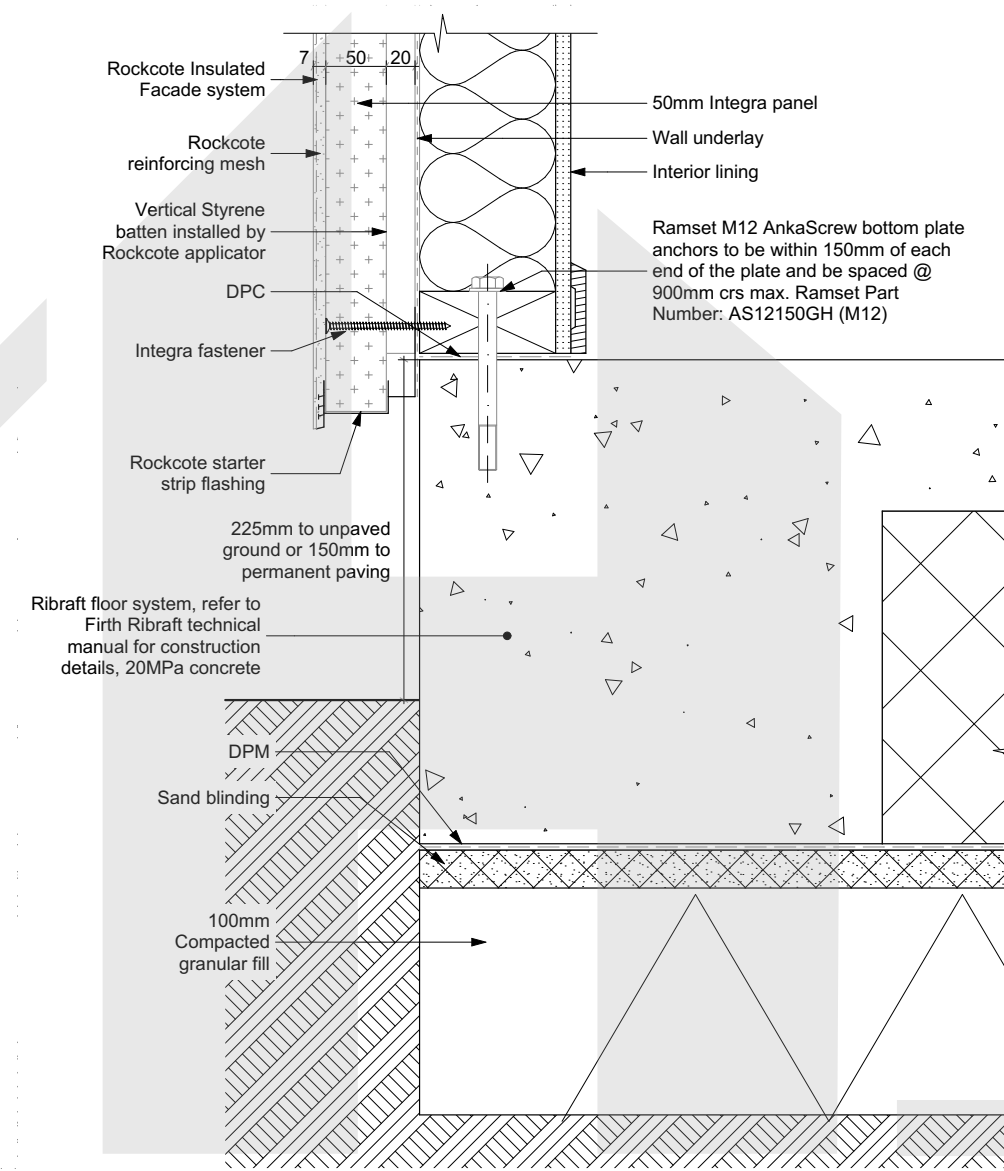 7 50 20
Rockcote Insulated
Facade system
50mm Integra panel
Wall underlay
Rockcote
reinforcing mesh
Interior lining
Vertical Styrene
batten installed by
Rockcote applicator
Ramset M12 AnkaScrew bottom plate
anchors to be within 150mm of each
end of the plate and be spaced @
900mm crs max. Ramset Part
Number: AS12150GH (M12)
DPC
Integra fastener
Rockcote starter
strip flashing
225mm to unpaved
ground or 150mm to
permanent paving
Ribraft floor system, refer to
Firth Ribraft technical
manual for construction
details, 20MPa concrete
DPM
Sand blinding
100mm
Compacted
granular fill